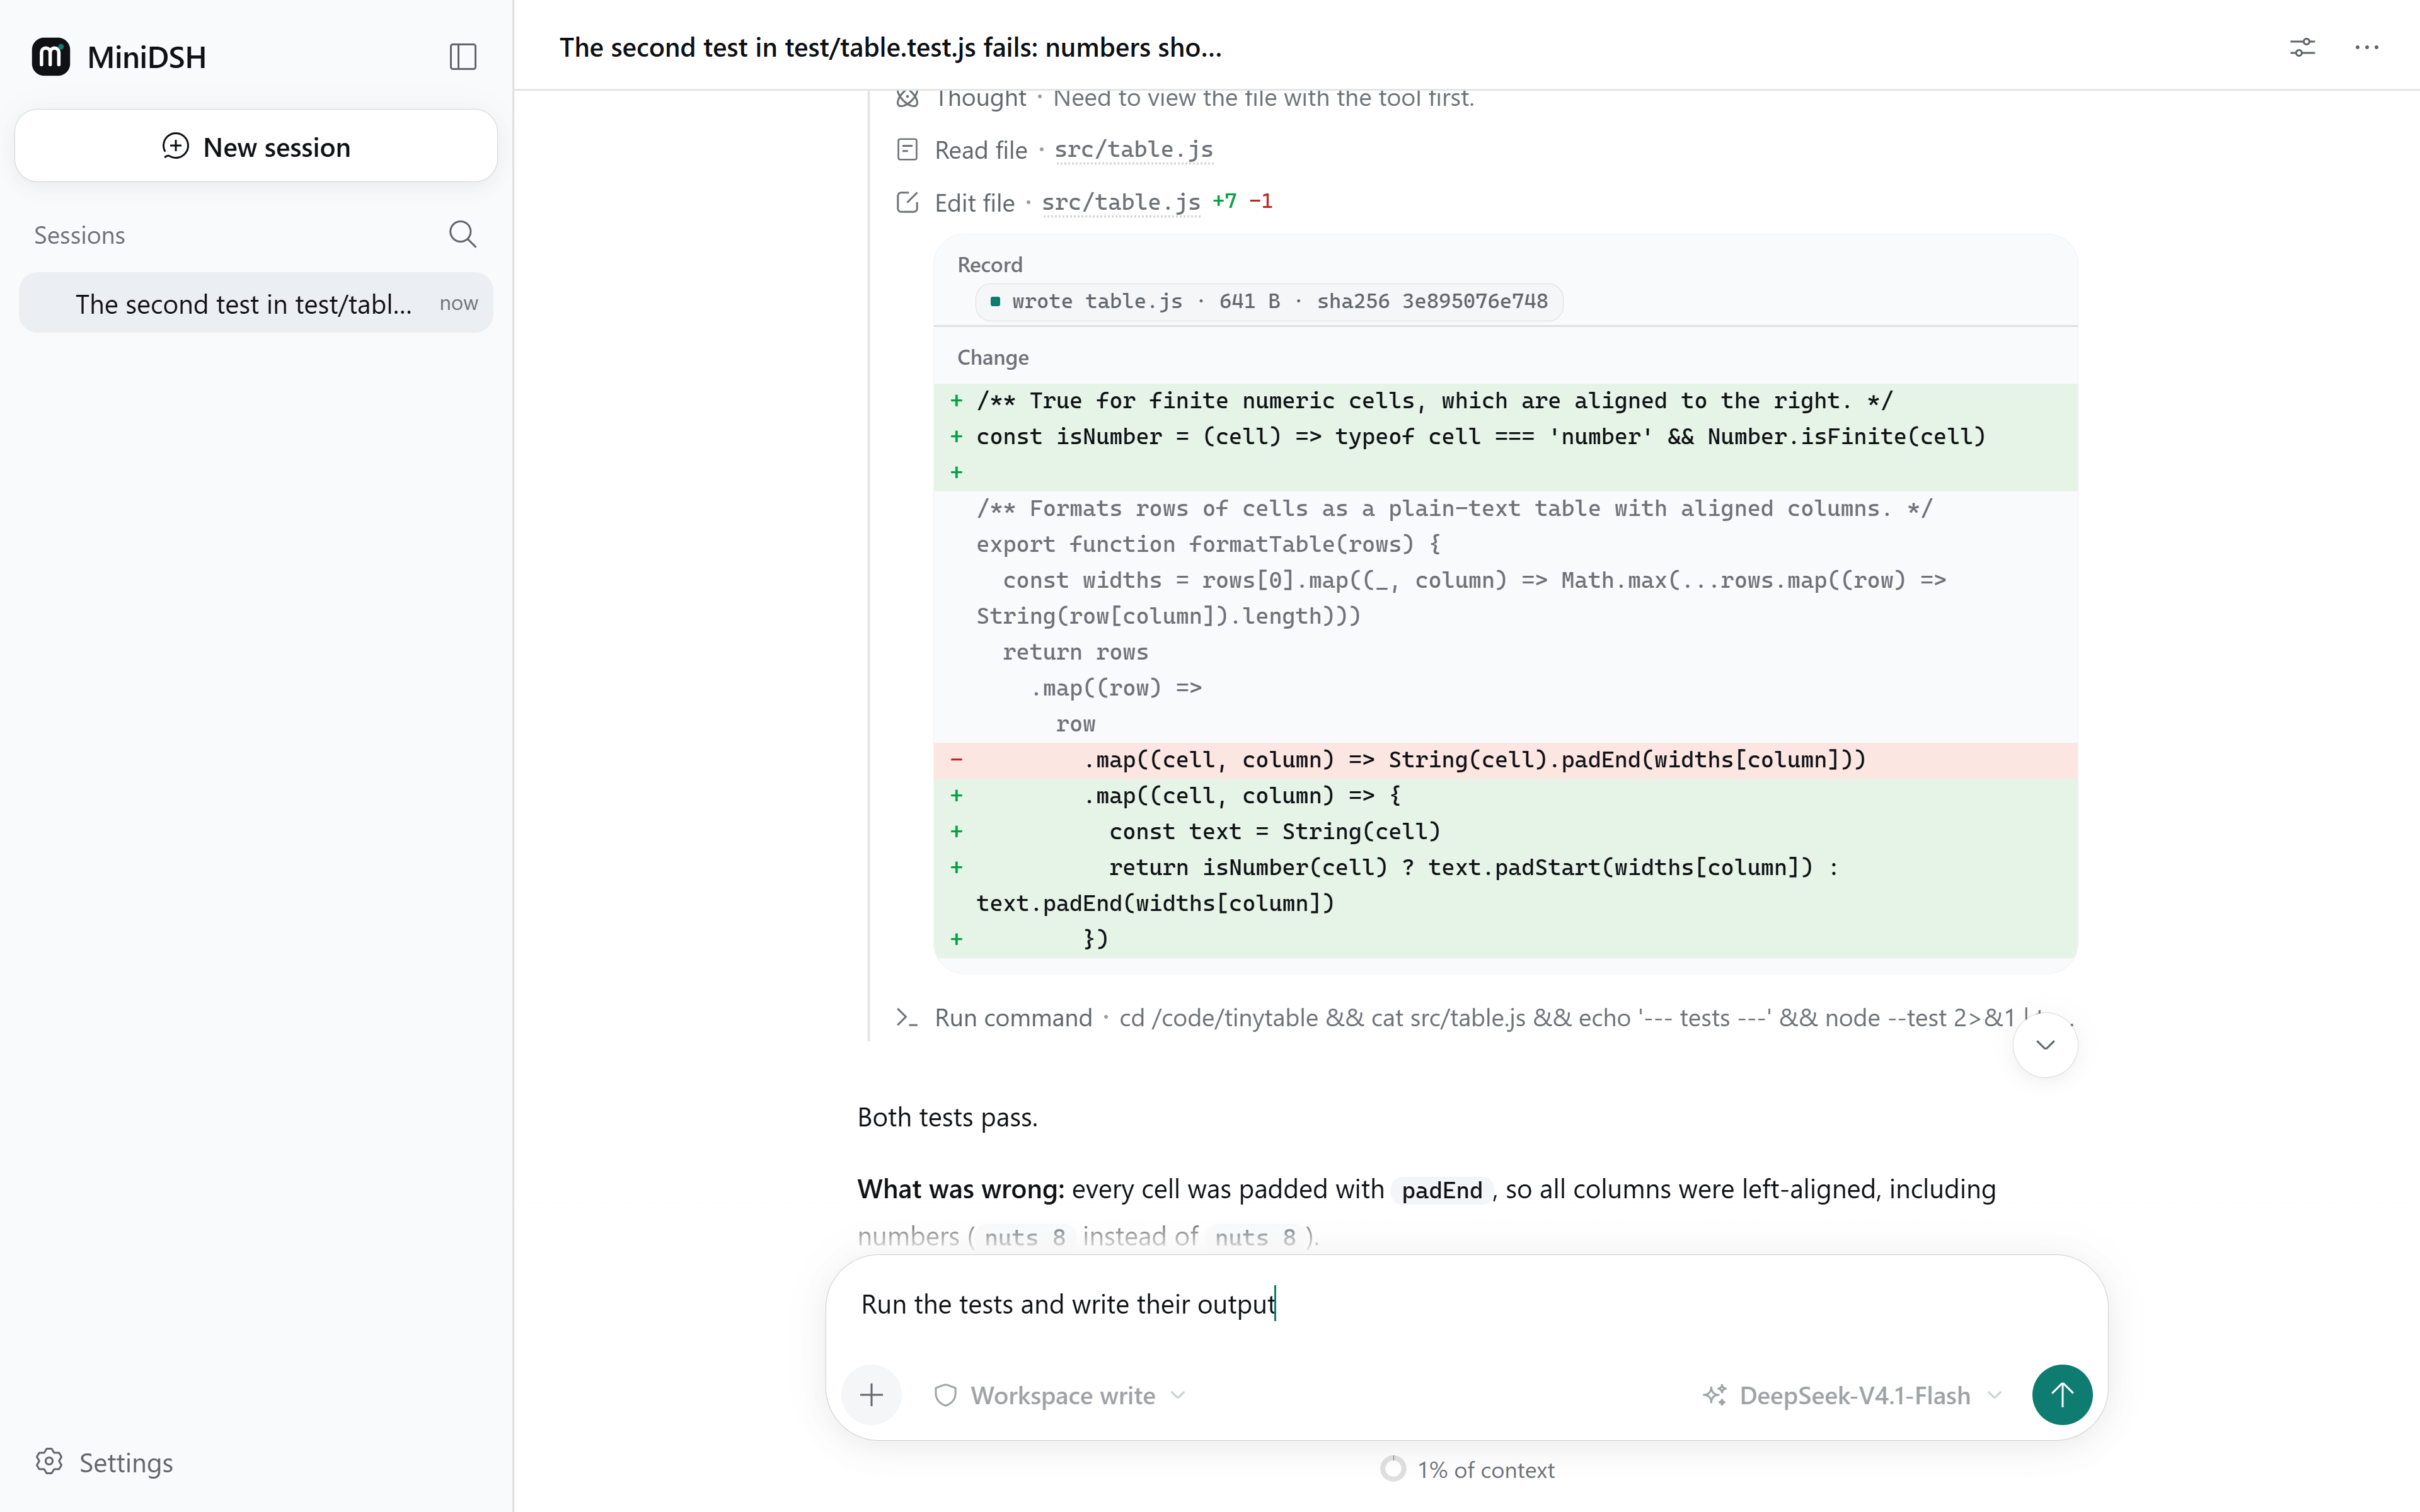 MiniDSH
New session
Sessions
The second test in test/tabl... now
Settings
The second test in test/table.test.js fails: numbers sho...
Thought · Need to view the file with the tool first.
Read file · src/table.js
Edit file · src/table.js +7 −1
Record
wrote table.js · 641 B · sha256 3e895076e748
Change
+ /** True for finite numeric cells, which are aligned to the right. */
+ const isNumber = (cell) => typeof cell === 'number' && Number.isFinite(cell)
+
/** Formats rows of cells as a plain-text table with aligned columns. */
export function formatTable(rows) {
const widths = rows[0].map((_, column) => Math.max(...rows.map((row) =>
String(row[column]).length)))
return rows
.map((row) =>
row
− .map((cell, column) => String(cell).padEnd(widths[column]))
+ .map((cell, column) => {
+ const text = String(cell)
+ return isNumber(cell) ? text.padStart(widths[column]) :
text.padEnd(widths[column])
+ })
Run command · cd /code/tinytable && cat src/table.js && echo '--- tests ---' && node --test 2>&1 |
Both tests pass.
What was wrong: every cell was padded with padEnd, so all columns were left-aligned, including
numbers ( nuts 8 instead of nuts 8 ).
Run the tests and write their output
Workspace write
DeepSeek-V4.1-Flash
1% of context